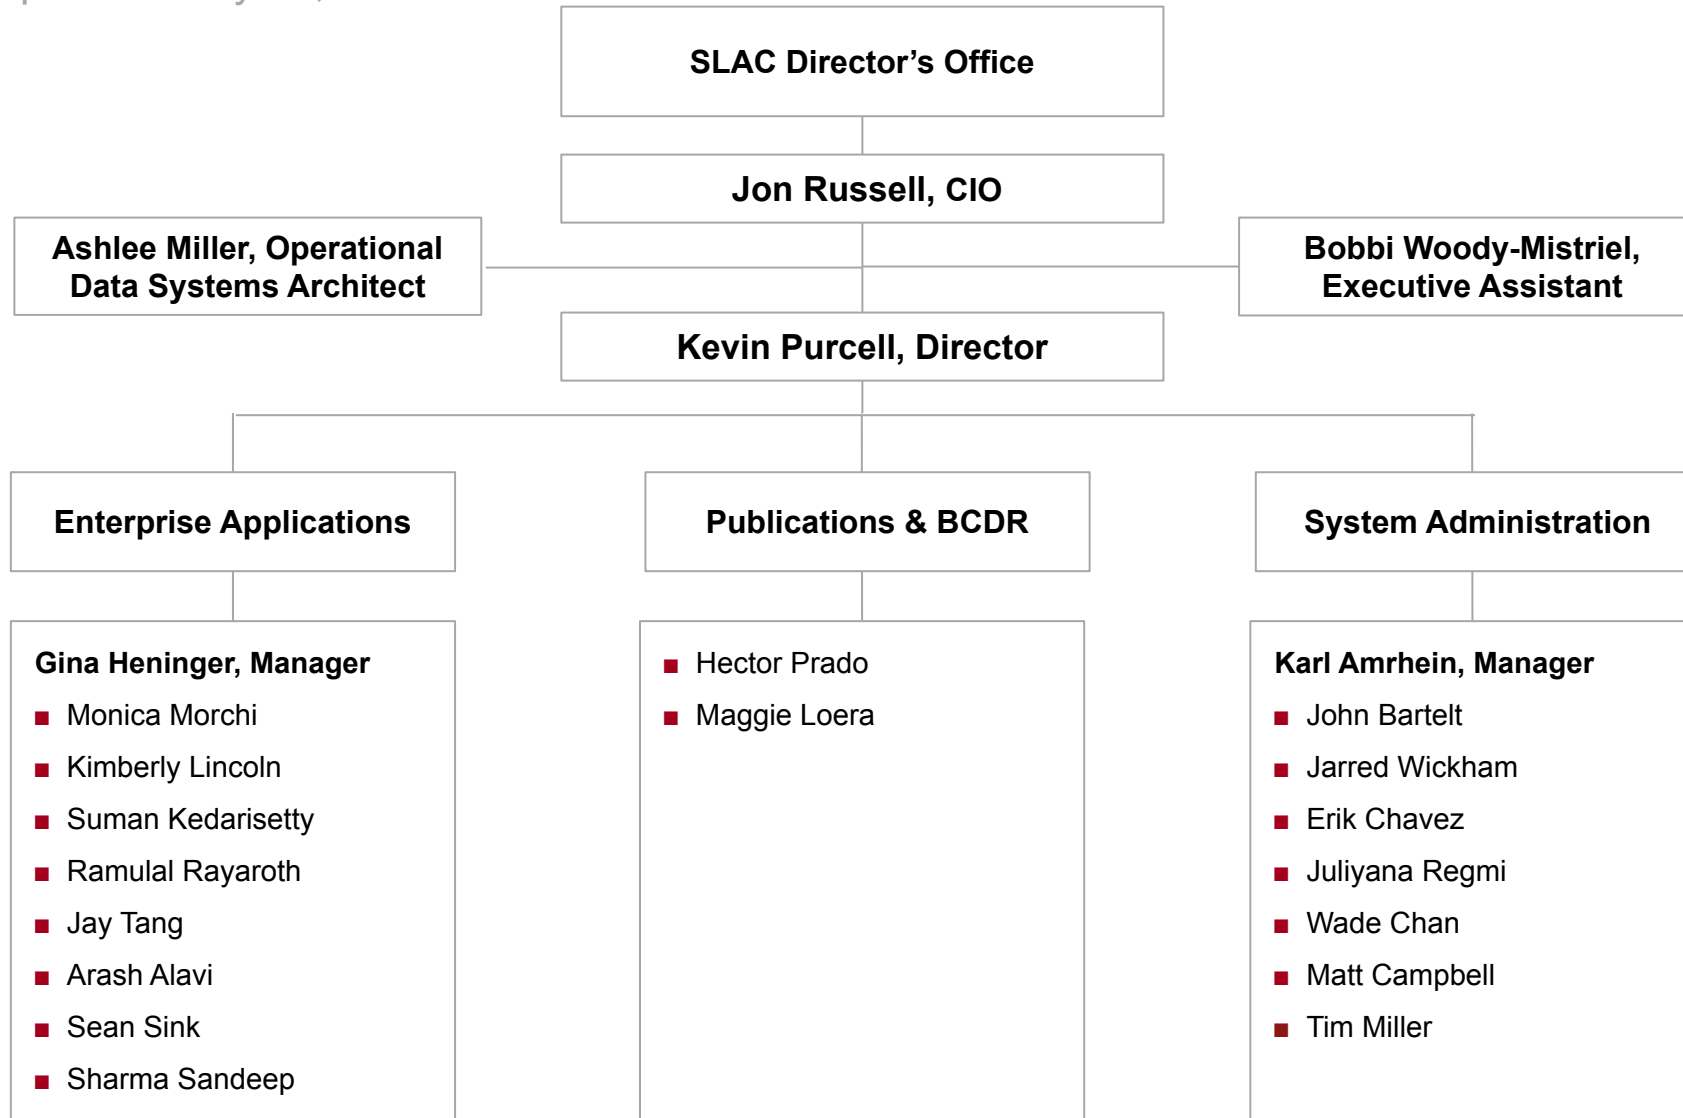 SLAC Director’s Office
Jon Russell, CIO
Ashlee Miller, Operational
Data Systems Architect
Bobbi Woody-Mistriel,
Executive Assistant
Kevin Purcell, Director
Enterprise Applications
Publications & BCDR
System Administration
Gina Heninger, Manager
■ Monica Morchi
■ Kimberly Lincoln
■ Suman Kedarisetty
■ Ramulal Rayaroth
■ Jay Tang
■ Arash Alavi
■ Sean Sink
■ Sharma Sandeep
■ Hector Prado
■ Maggie Loera
Karl Amrhein, Manager
■ John Bartelt
■ Jarred Wickham
■ Erik Chavez
■ Juliyana Regmi
■ Wade Chan
■ Matt Campbell
■ Tim Miller